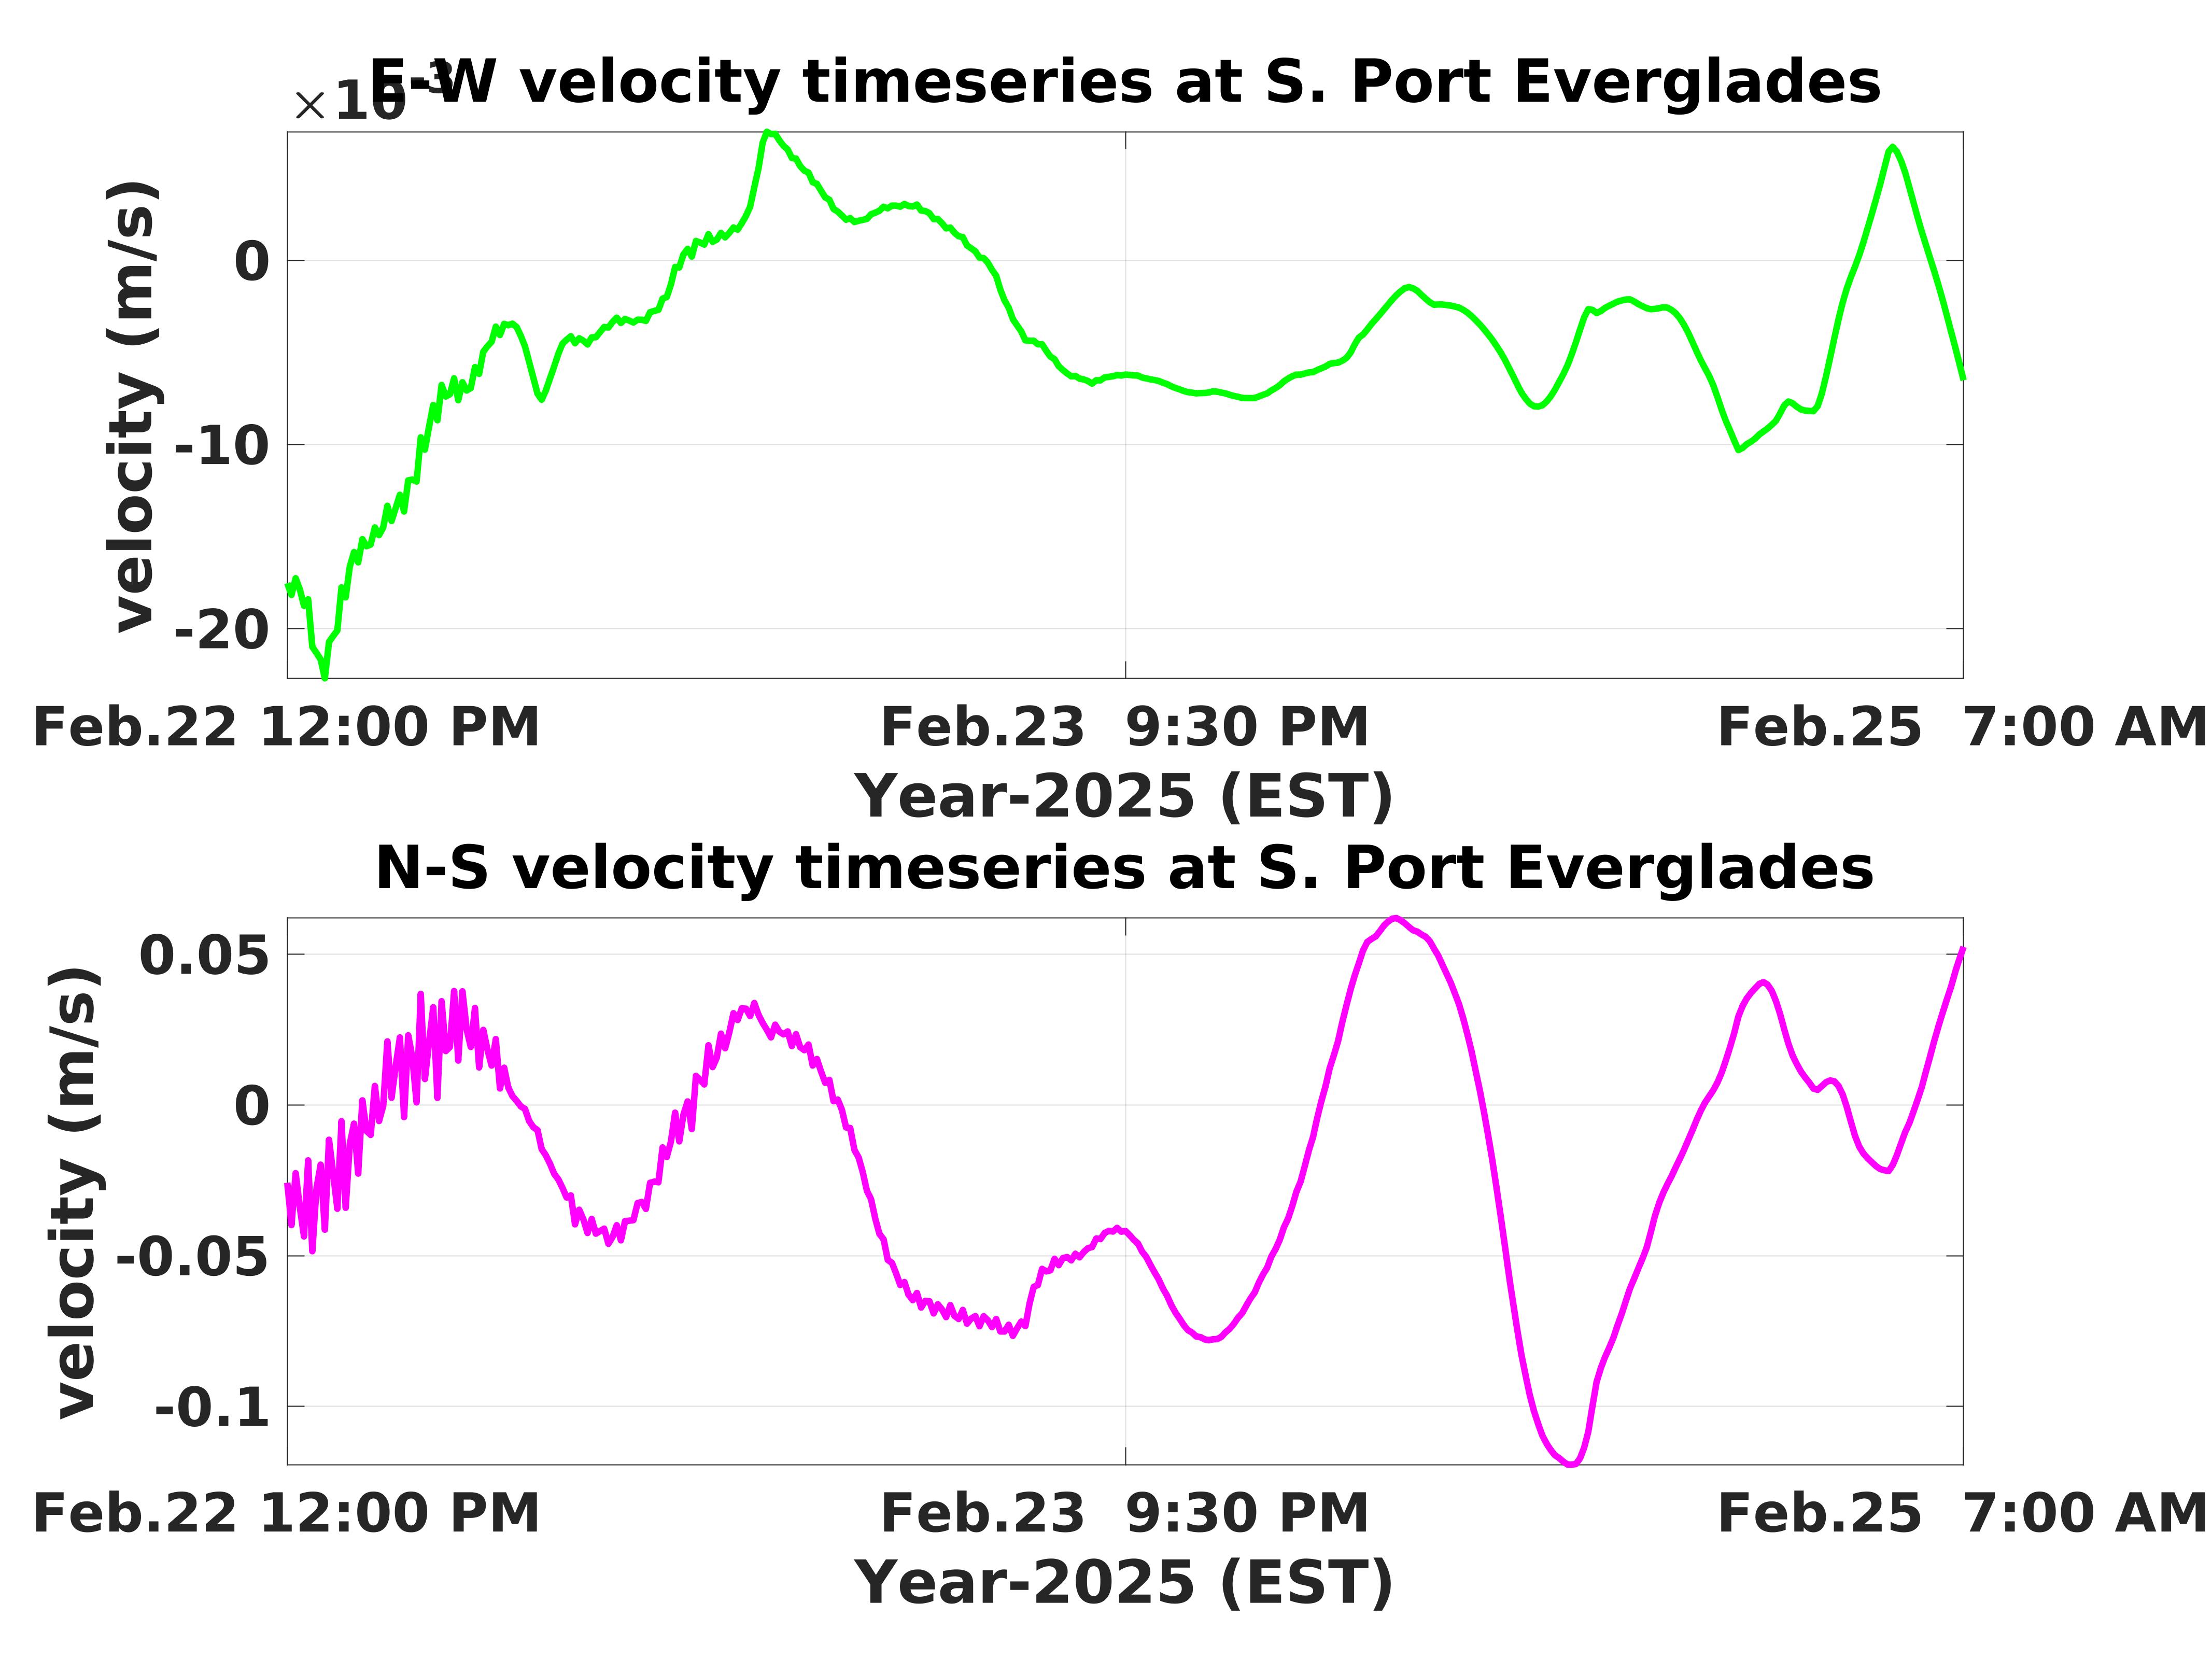 E-W velocity timeseries at S. Port Everglades
×10-3
velocity (m/s)
0
-10
-20
Feb.22 12:00 PM Feb.23 9:30 PM Feb.25 7:00 AM
Year-2025 (EST)
N-S velocity timeseries at S. Port Everglades
velocity (m/s)
0.05
0
-0.05
-0.1
Feb.22 12:00 PM Feb.23 9:30 PM Feb.25 7:00 AM
Year-2025 (EST)